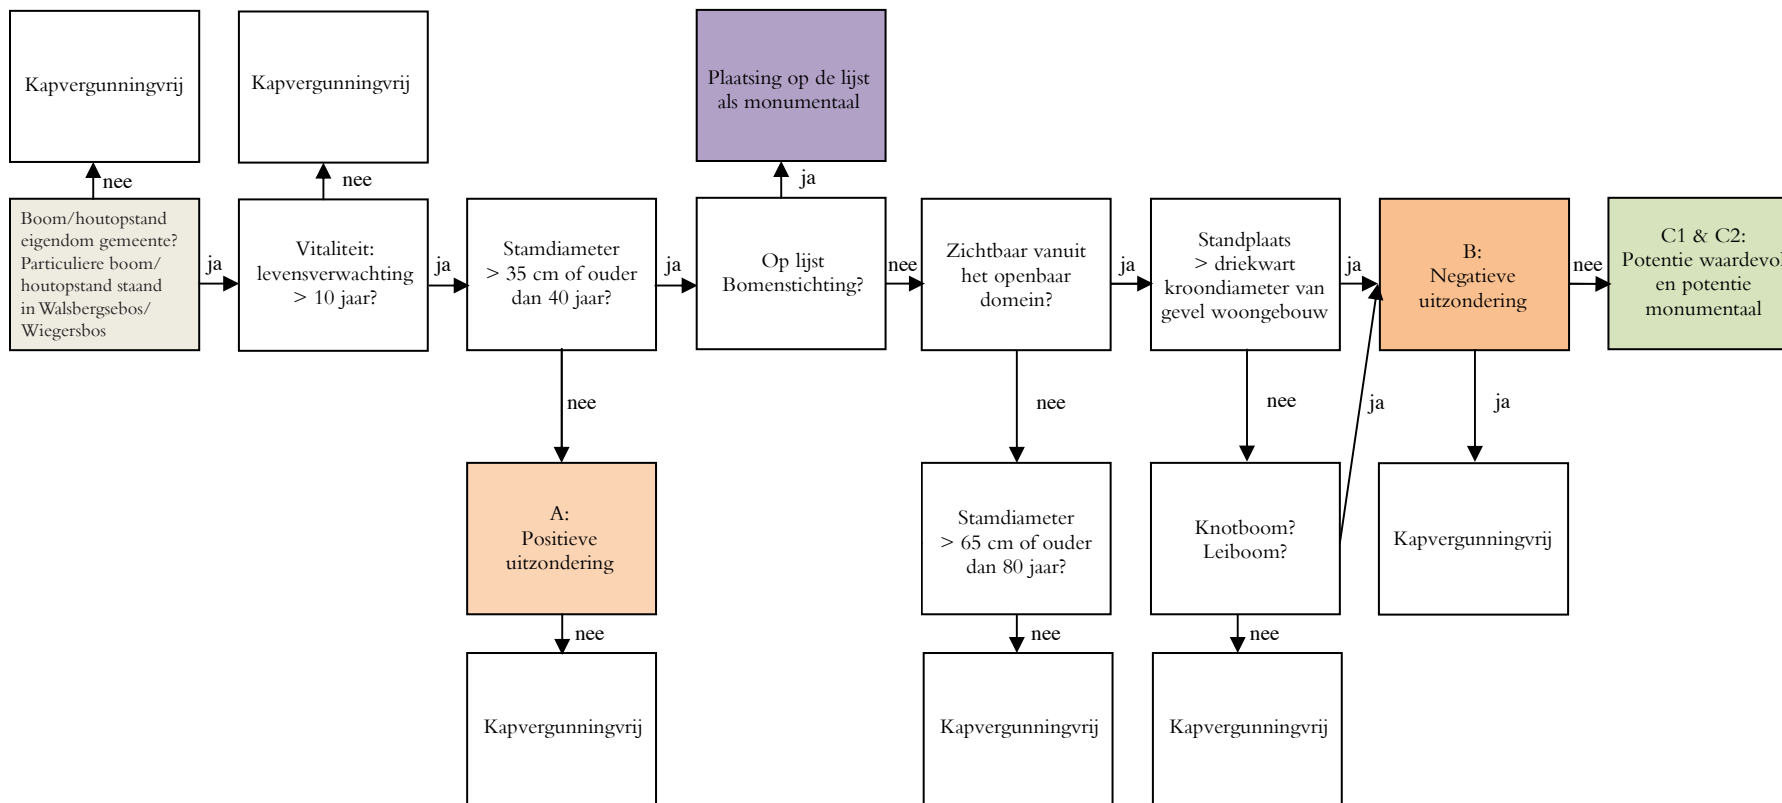 Kapvergunningvrij
Kapvergunningvrij
Plaatsing op de lijst
als monumentaal
nee
nee
ja
Boom/houtopstand
eigendom gemeente?
Particuliere boom/
houtopstand staand
in Walsbergsebos/
Wiegersbos
ja
Vitaliteit:
levensverwachting
> 10 jaar?
ja
Stamdiameter
> 35 cm of ouder
dan 40 jaar?
ja
Op lijst
Bomenstichting?
nee
Zichtbaar vanuit
het openbaar
domein?
ja
Standplaats
> driekwart
kroondiameter van
gevel woongebouw
ja
B:
Negatieve
uitzondering
nee
C1 & C2:
Potentie waardevol
en potentie
monumentaal
nee
nee
nee
ja
ja
A:
Positieve
uitzondering
Stamdiameter
> 65 cm of ouder
dan 80 jaar?
Knotboom?
Leiboom?
Kapvergunningvrij
nee
nee
nee
Kapvergunningvrij
Kapvergunningvrij
Kapvergunningvrij